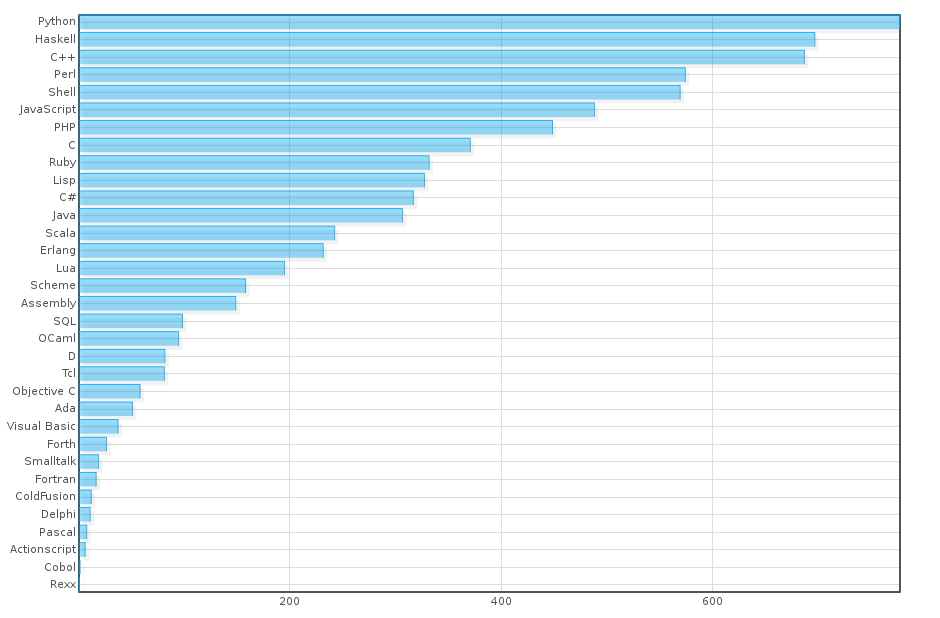 Python
Haskell
C++
Perl
Shell
JavaScript
PHP
C
Ruby
Lisp
C#
Java
Scala
Erlang
Lua
Scheme
Assembly
SQL
OCaml
D
Tcl
Objective C
Ada
Visual Basic
Forth
Smalltalk
Fortran
ColdFusion
Delphi
Pascal
Actionscript
Cobol
Rexx
200 400 600